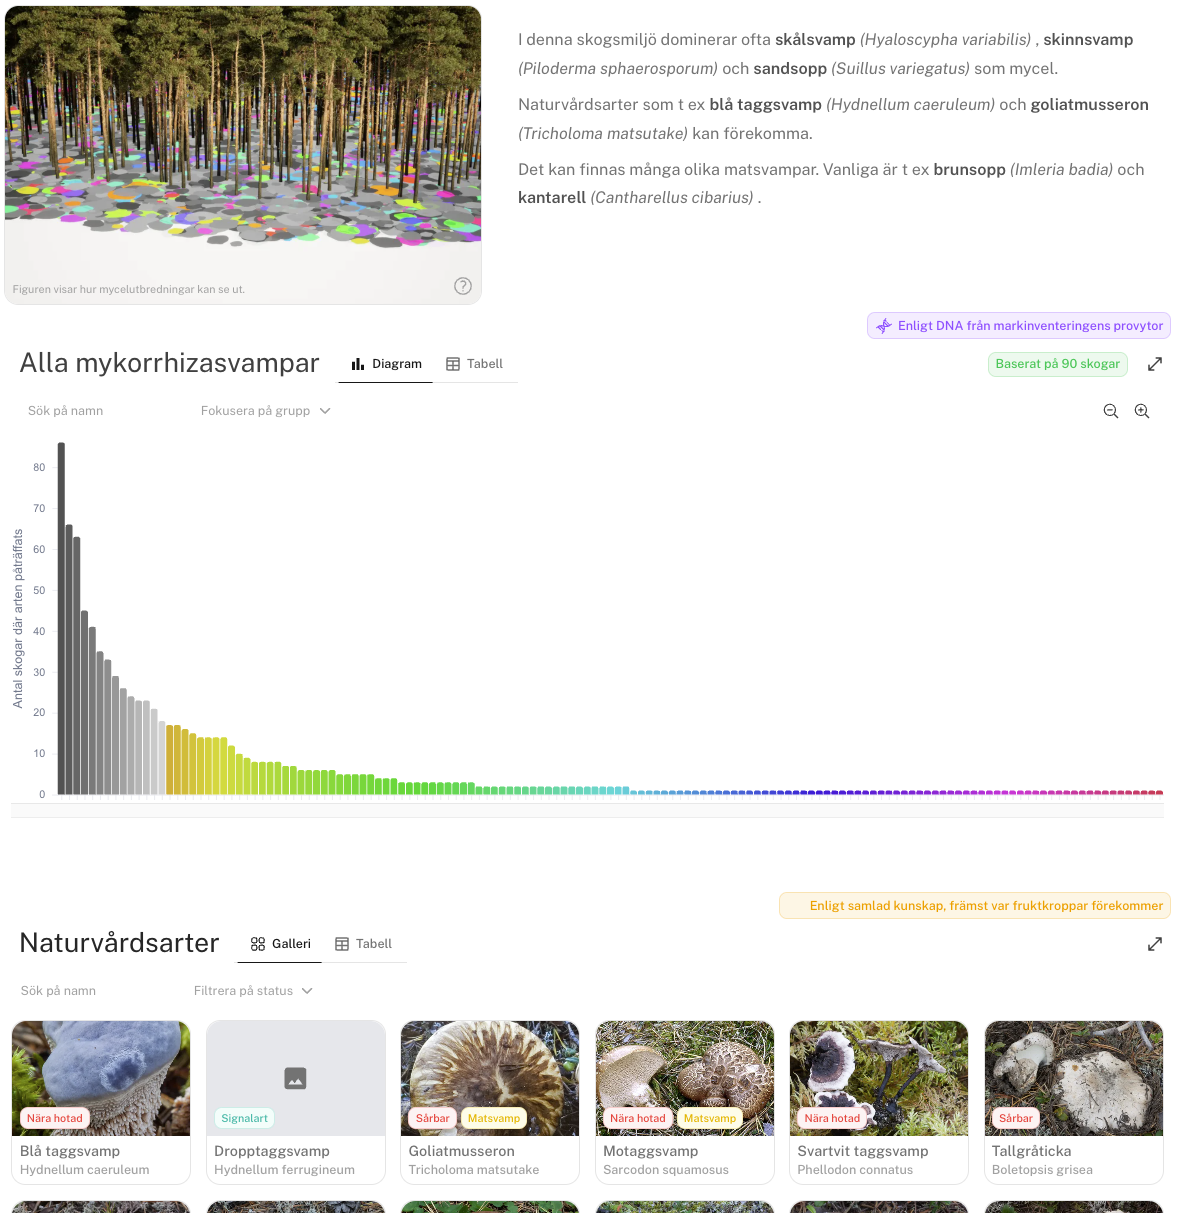 I denna skogsmiljö dominerar ofta skålsvamp (Hyaloscypha variabilis) , skinnsvamp
(Piloderma sphaerosporum) och sandsopp (Suillus variegatus) som mycel.
Naturvårdsarter som t ex blå taggsvamp (Hydnellum caeruleum) och goliatmusseron
(Tricholoma matsutake) kan förekomma.
Det kan finnas många olika matsvampar. Vanliga är t ex brunsopp (Imleria badia) och
kantarell (Cantharellus cibarius) .
Figuren visar hur mycelutbredningar kan se ut.
?
Enligt DNA från markinventeringens provytor
Alla mykorrhizasvampar
Diagram
Tabell
Baserat på 90 skogar
Sök på namn
Fokusera på grupp
Antal skogar där arten påträffats
80
70
60
50
40
30
20
10
0
Enligt samlad kunskap, främst var fruktkroppar förekommer
Naturvårdsarter
Galleri
Tabell
Sök på namn
Filtrera på status
Nära hotad
Blå taggsvamp
Hydnellum caeruleum
Signalart
Dropptaggsvamp
Hydnellum ferrugineum
Sårbar
Matsvamp
Goliatmusseron
Tricholoma matsutake
Nära hotad
Matsvamp
Motaggsvamp
Sarcodon squamosus
Nära hotad
Svartvit taggsvamp
Phellodon connatus
Sårbar
Tallgråticka
Boletopsis grisea